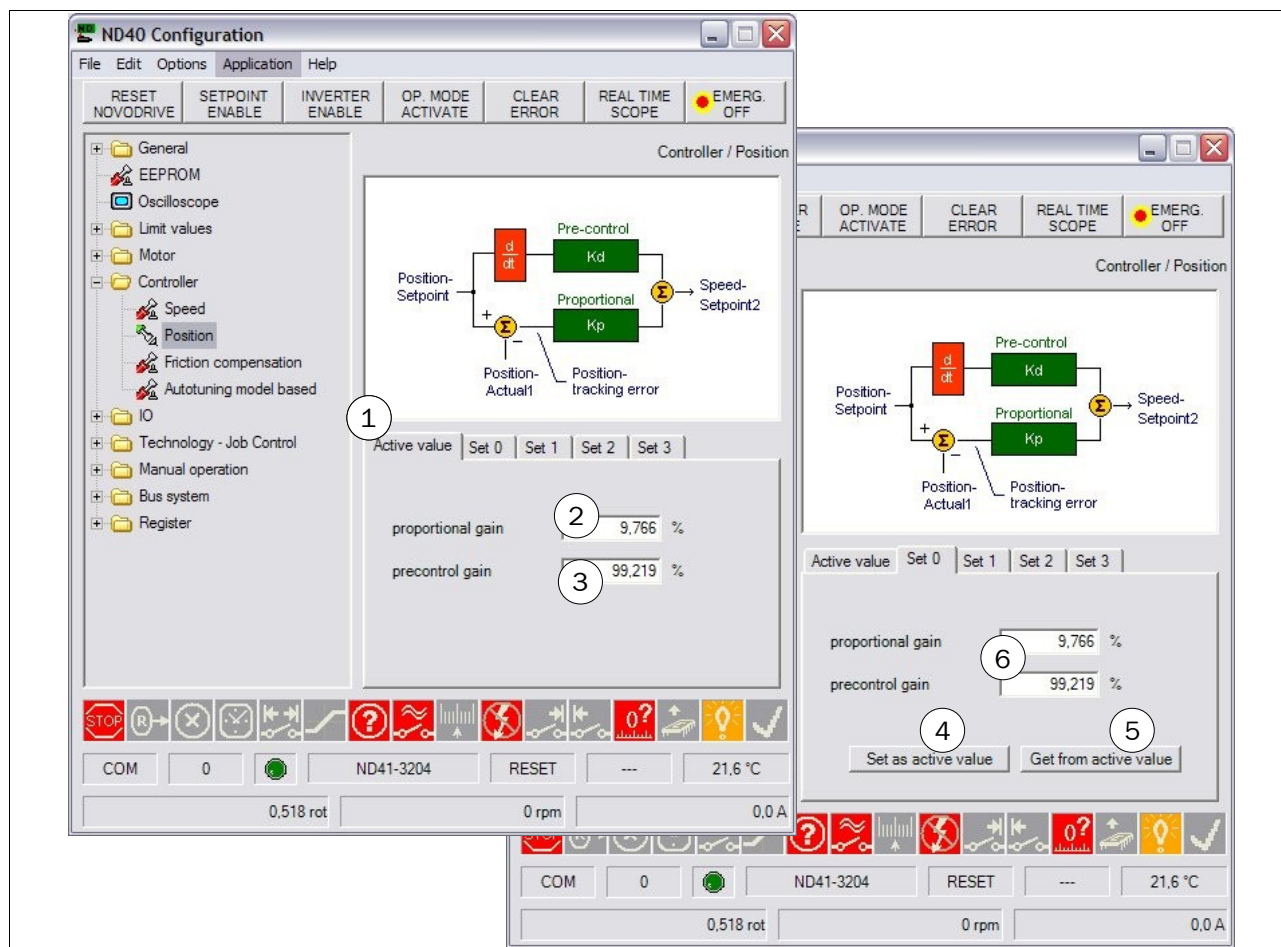 ND40 Configuration
File Edit Options Application Help
RESET NOVODRIVE
SETPOINT ENABLE
INVERTER ENABLE
OP. MODE ACTIVATE
CLEAR ERROR
REAL TIME SCOPE
EMERG. OFF
General
EEPROM
Oscilloscope
Limit values
Motor
Controller
Speed
Position
Friction compensation
Autotuning model based
IO
Technology - Job Control
Manual operation
Bus system
Register
Controller / Position
Pre-control
d
dt
Kd
Position-
Setpoint
Proportional
Σ
Speed-
Setpoint2
+
Σ
Kp
−
Position-
Actual1
Position-
tracking error
1
Active value Set 0 Set 1 Set 2 Set 3
proportional gain 2 9,766 %
precontrol gain 3 99,219 %
STOP R ? 0?
COM 0 ND41-3204 RESET --- 21,6 °C
0,518 rot 0 rpm 0,0 A
R
E
OP. MODE ACTIVATE
CLEAR ERROR
REAL TIME SCOPE
EMERG. OFF
Controller / Position
Pre-control
d
dt
Kd
Position-
Setpoint
Proportional
Σ
Speed-
Setpoint2
+
Σ
Kp
−
Position-
Actual1
Position-
tracking error
Active value Set 0 Set 1 Set 2 Set 3
proportional gain 9,766 %
6
precontrol gain 99,219 %
4 5
Set as active value Get from active value
? 0?
COM 0 ND41-3204 RESET --- 21,6 °C
0,518 rot 0 rpm 0,0 A